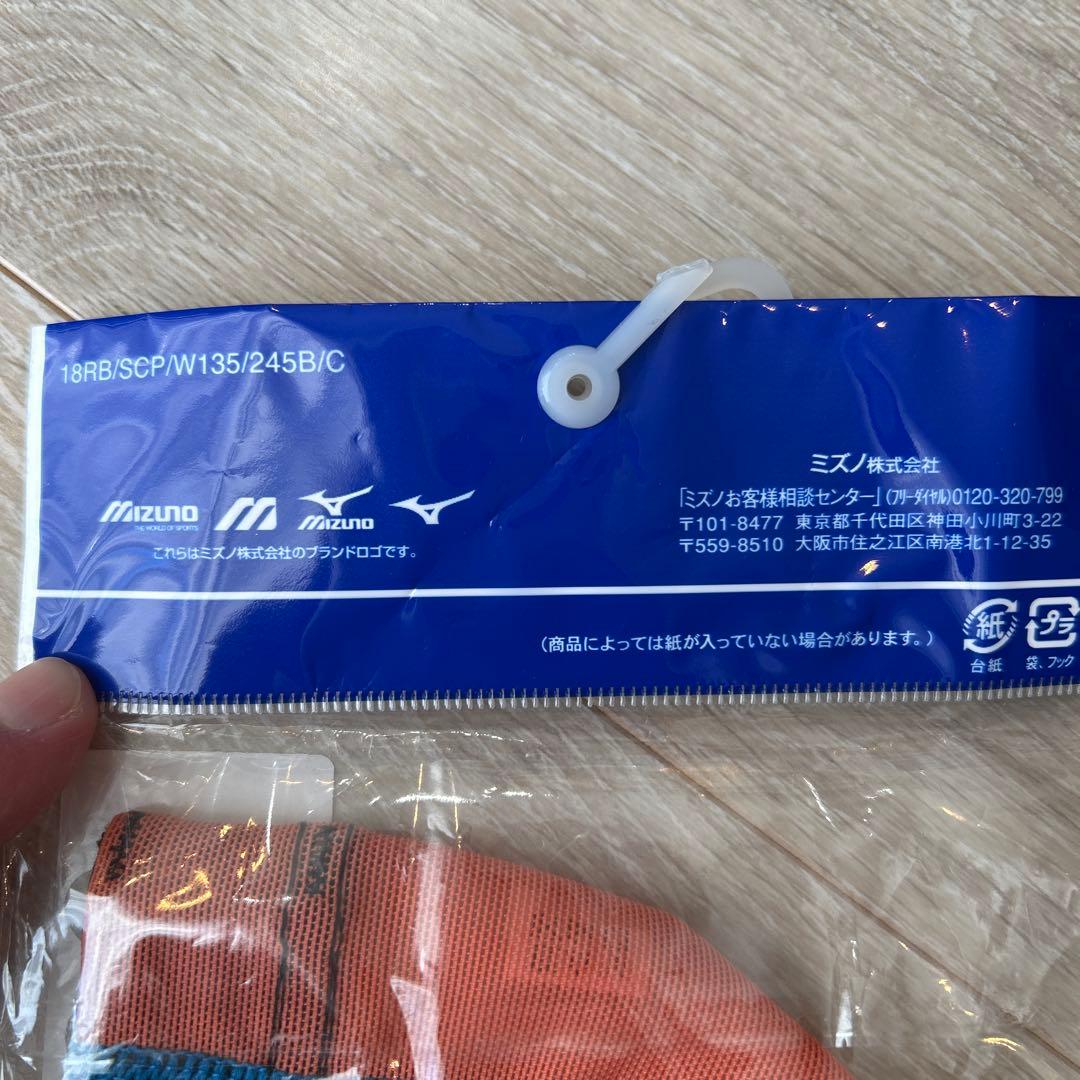 18RB/SCP/W135/245B/C
MIZUNO
THE WORLD OF SPORTS
MIZUNO
これらはミズノ株式会社のブランドロゴです。
ミズノ株式会社
「ミズノお客様相談センター」(フリーダイヤル)0120-320-799
〒101-8477 東京都千代田区神田小川町3-22
〒559-8510 大阪市住之江区南港北1-12-35
(商品によっては紙が入っていない場合があります。)
紙
プラ
台紙
袋、フック